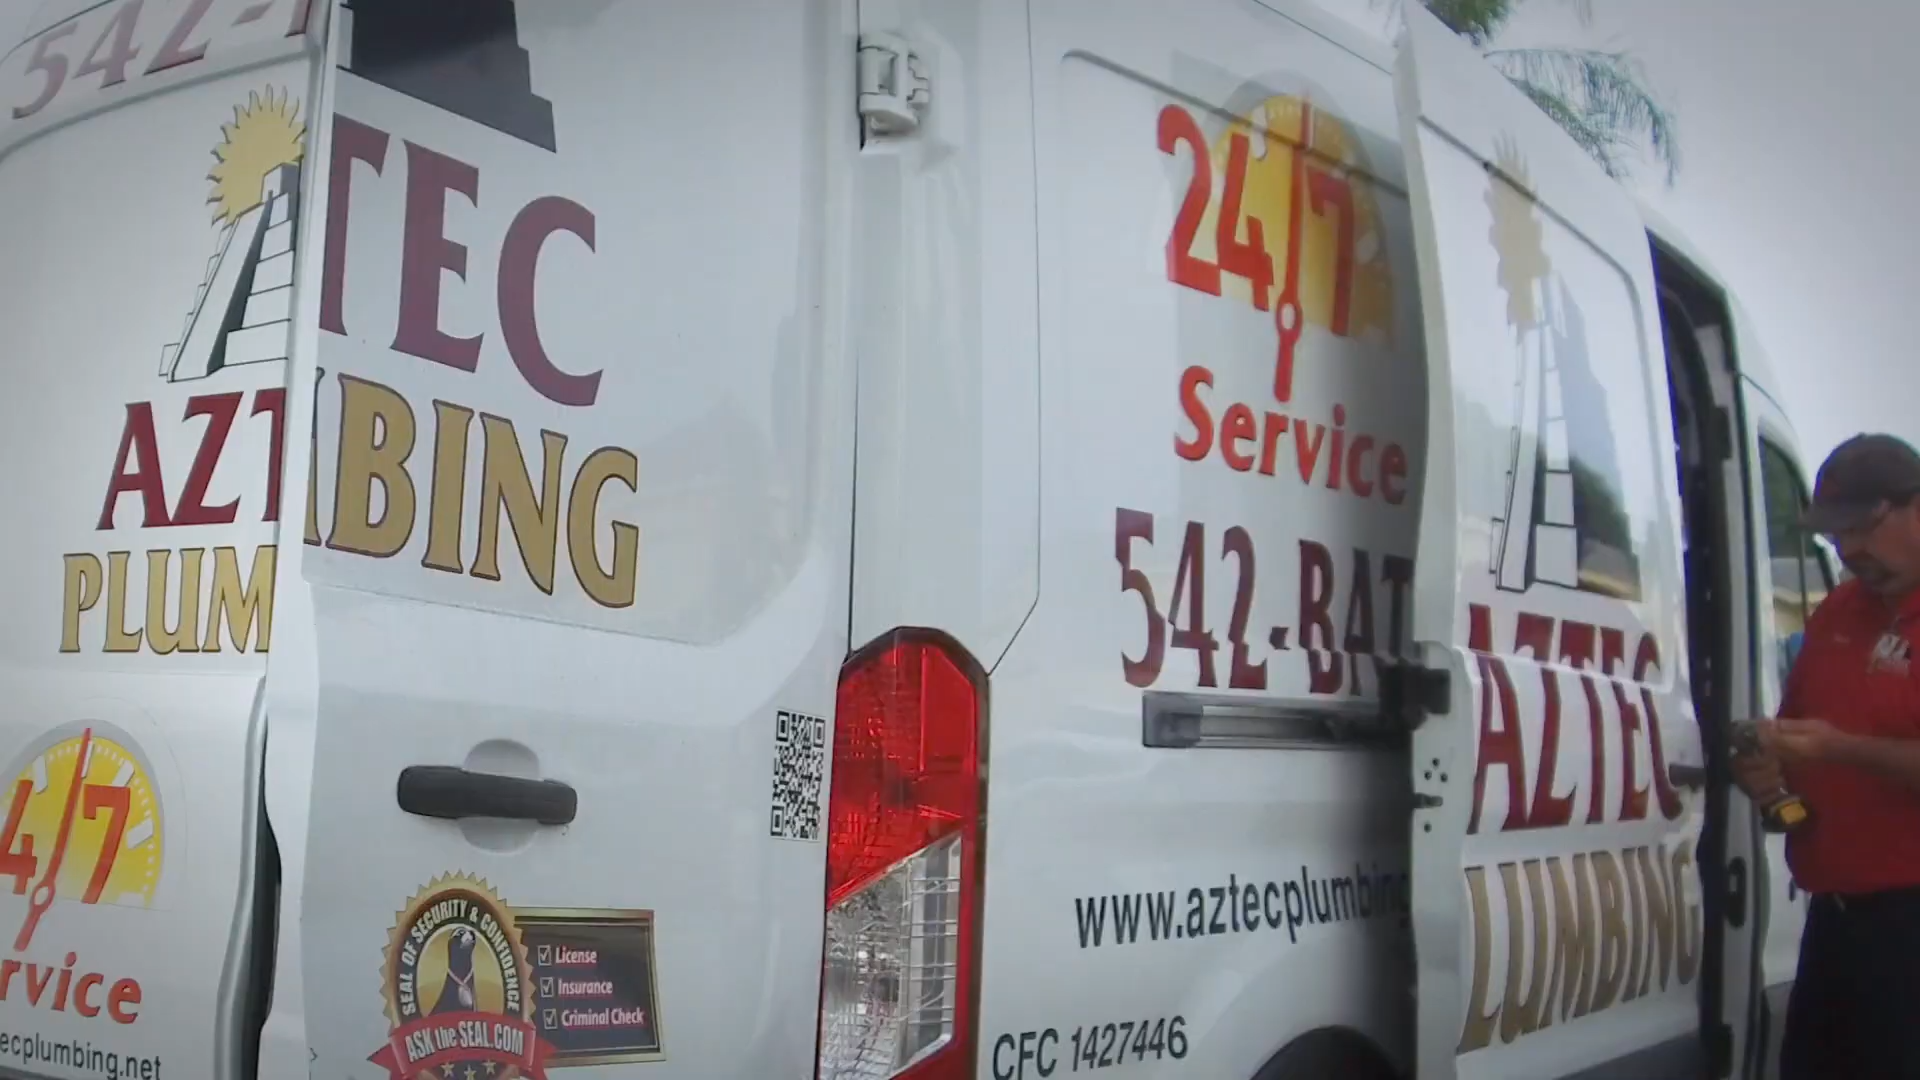 542-
AZT
PLUM
4/7
rvice
ecplumbing.net
TEC
BING
SEAL OF SECURITY & CONFIDENCE
ASK the SEAL.COM
License
Insurance
Criminal Check
24/7
Service
542-BAT
www.aztecplumbing
CFC 1427446
AZTEC
LUMBING